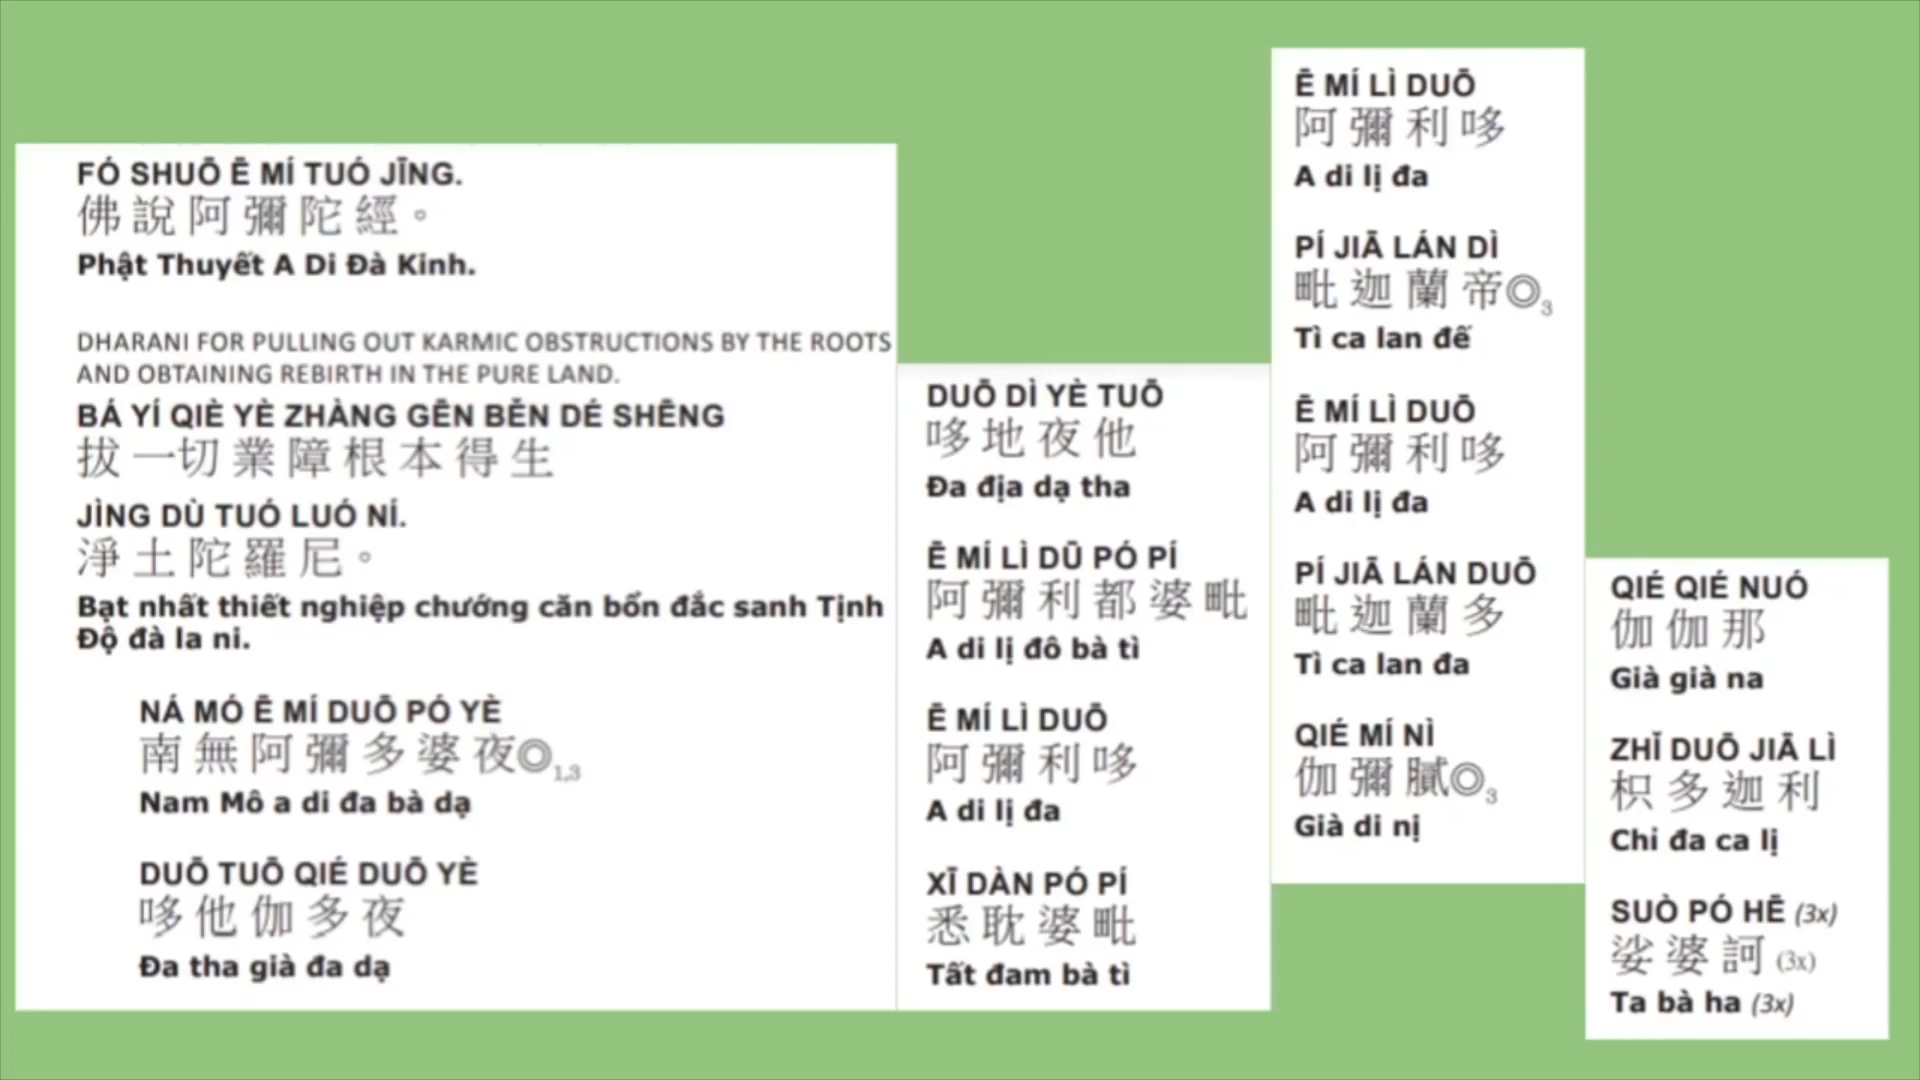 FÓ SHUŌ Ē MÍ TUÓ JĪNG.
佛說阿彌陀經。
Phật Thuyết A Di Đà Kinh.
DHARANI FOR PULLING OUT KARMIC OBSTRUCTIONS BY THE ROOTS
AND OBTAINING REBIRTH IN THE PURE LAND.
BÁ YÍ QIÈ YÈ ZHÀNG GĒN BĚN DÉ SHĒNG
拔一切業障根本得生
JÌNG DÙ TUÓ LUÓ NÍ.
淨土陀羅尼。
Bạt nhất thiết nghiệp chướng căn bổn đắc sanh Tịnh
Độ đà la ni.
NÁ MÓ Ē MÍ DUŌ PÓ YÈ
南無阿彌多婆夜◎1,3
Nam Mô a di đa bà dạ
DUŌ TUŌ QIÉ DUŌ YÈ
哆他伽多夜
Đa tha già đa dạ
DUŌ DÌ YÈ TUŌ
哆地夜他
Đa địa dạ tha
Ē MÍ LÌ DŪ PÓ PÍ
阿彌利都婆毗
A di lị đô bà tì
Ē MÍ LÌ DUŌ
阿彌利哆
A di lị đa
XĪ DÀN PÓ PÍ
悉耽婆毗
Tất đam bà tì
Ē MÍ LÌ DUŌ
阿彌利哆
A di lị đa
PÍ JIĀ LÁN DÌ
毗迦蘭帝◎3
Tì ca lan đế
Ē MÍ LÌ DUŌ
阿彌利哆
A di lị đa
PÍ JIĀ LÁN DUŌ
毗迦蘭多
Tì ca lan đa
QIÉ MÍ NÌ
伽彌膩◎3
Già di nị
QIÉ QIÉ NUÓ
伽伽那
Già già na
ZHǏ DUŌ JIĀ LÌ
枳多迦利
Chỉ đa ca lị
SUŌ PÓ HĒ (3x)
娑婆訶 (3x)
Ta bà ha (3x)